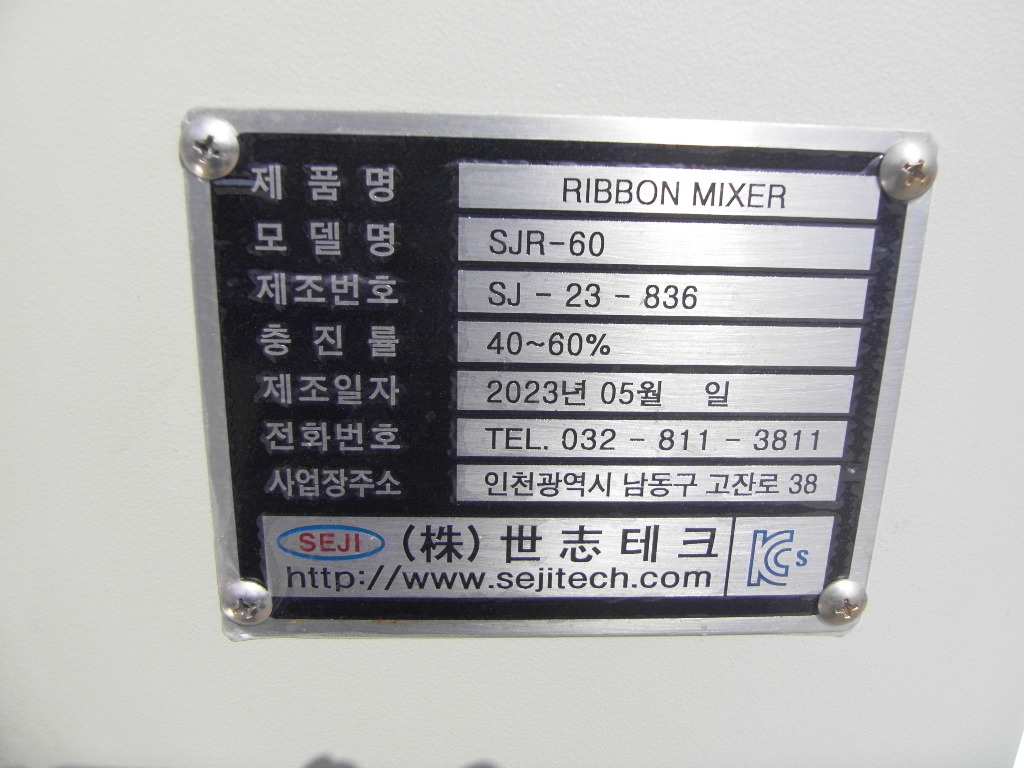 제 품 명 RIBBON MIXER
모 델 명 SJR-60
제조번호 SJ - 23 - 836
충 진 률 40~60%
제조일자 2023년 05월 일
전화번호 TEL. 032 - 811 - 3811
사업장주소 인천광역시 남동구 고잔로 38
SEJI (株) 世志테크 KCs
http://www.sejitech.com